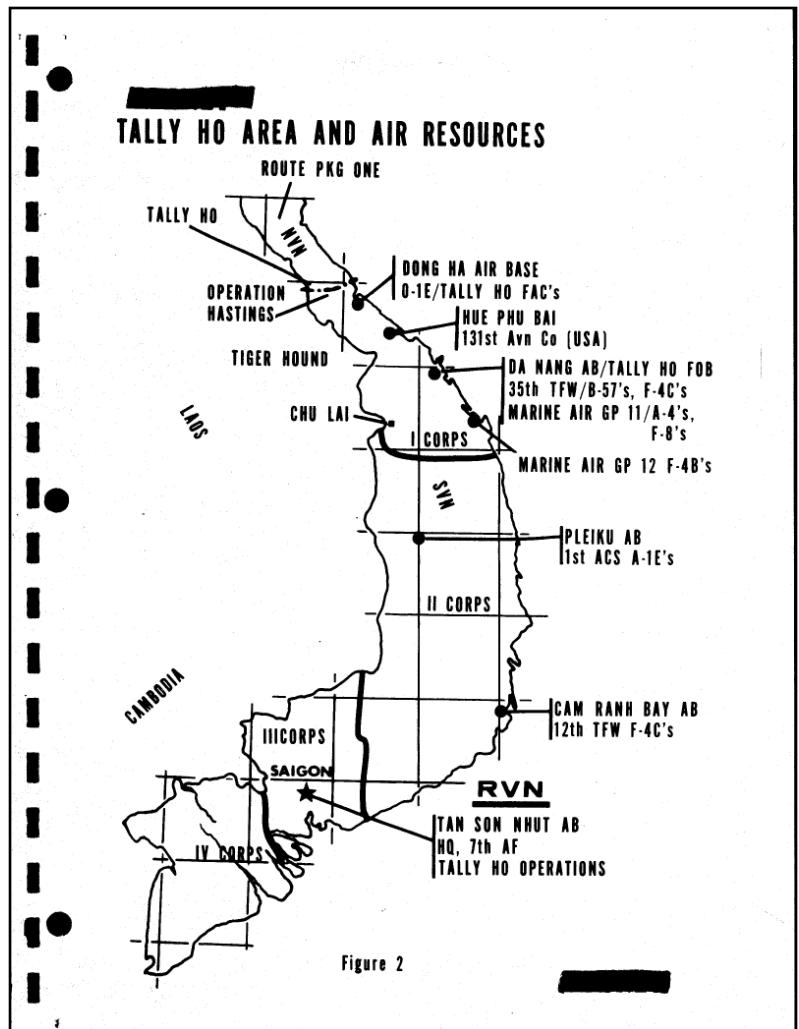 TALLY HO AREA AND AIR RESOURCES
ROUTE PKG ONE
TALLY HO
NVN
OPERATION
HASTINGS
DONG HA AIR BASE
O-1E/TALLY HO FAC's
HUE PHU BAI
131st Avn Co (USA)
TIGER HOUND
DA NANG AB/TALLY HO FOB
35th TFW/B-57's, F-4C's
MARINE AIR GP 11/A-4's,
F-8's
LAOS
CHU LAI
I CORPS
MARINE AIR GP 12 F-4B's
SVN
PLEIKU AB
1st ACS A-1E's
II CORPS
CAMBODIA
CAM RANH BAY AB
12th TFW F-4C's
IIICORPS
SAIGON
RVN
TAN SON NHUT AB
HQ, 7th AF
TALLY HO OPERATIONS
IV CORPS
Figure 2